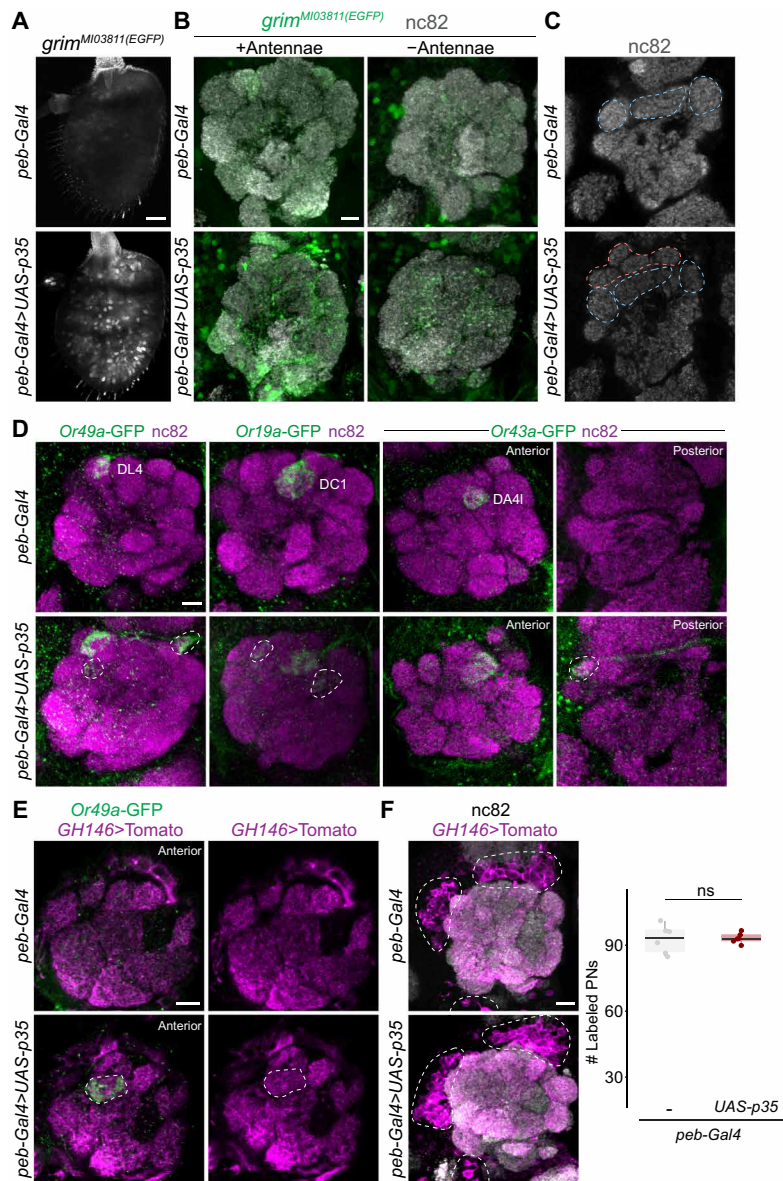 A
grimMI03811(EGFP)
peb-Gal4
peb-Gal4>UAS-p35
B
grimMI03811(EGFP) nc82
+Antennae
−Antennae
peb-Gal4
peb-Gal4>UAS-p35
C
nc82
peb-Gal4
peb-Gal4>UAS-p35
D
Or49a-GFP nc82
Or19a-GFP nc82
Or43a-GFP nc82
peb-Gal4
DL4
DC1
Anterior
DA4l
Posterior
peb-Gal4>UAS-p35
Anterior
Posterior
E
Or49a-GFP
GH146>Tomato
GH146>Tomato
peb-Gal4
Anterior
peb-Gal4>UAS-p35
Anterior
F
nc82
GH146>Tomato
peb-Gal4
peb-Gal4>UAS-p35
# Labeled PNs
ns
90
60
30
-
UAS-p35
peb-Gal4